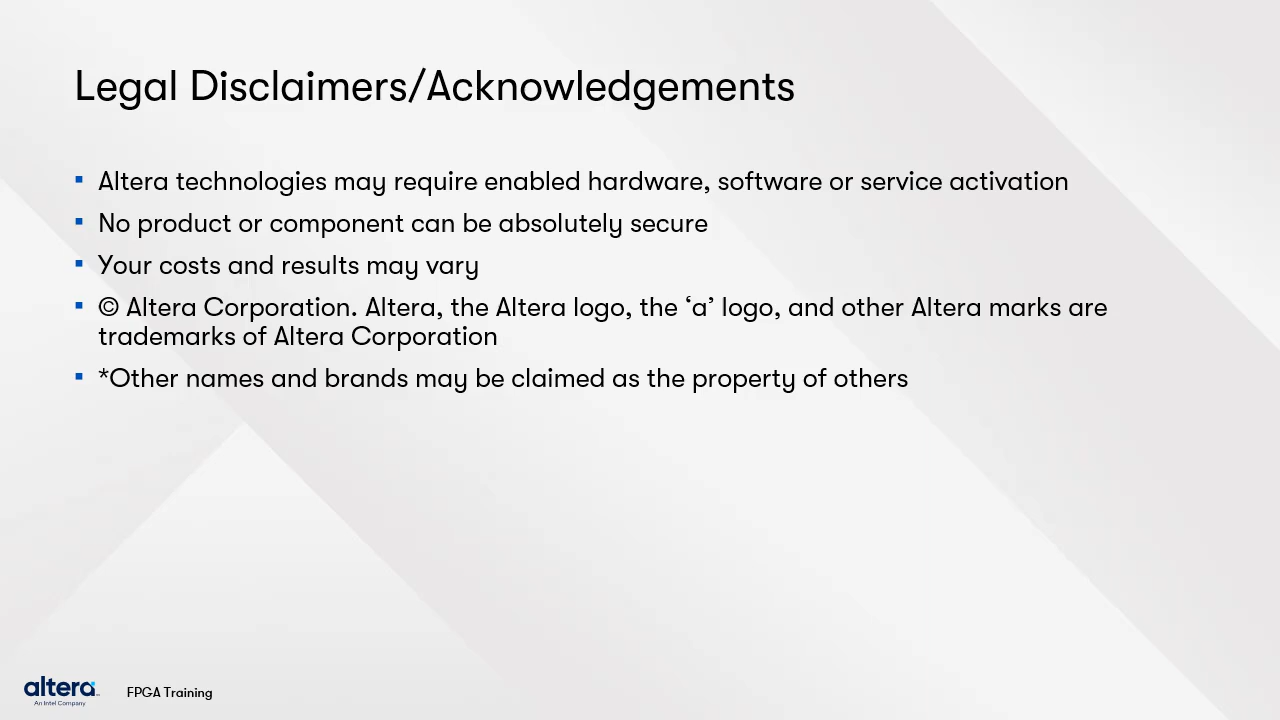 Legal Disclaimers/Acknowledgements
▪ Altera technologies may require enabled hardware, software or service activation
▪ No product or component can be absolutely secure
▪ Your costs and results may vary
▪ © Altera Corporation. Altera, the Altera logo, the ‘a’ logo, and other Altera marks are
trademarks of Altera Corporation
▪ *Other names and brands may be claimed as the property of others
altera
An Intel Company
FPGA Training